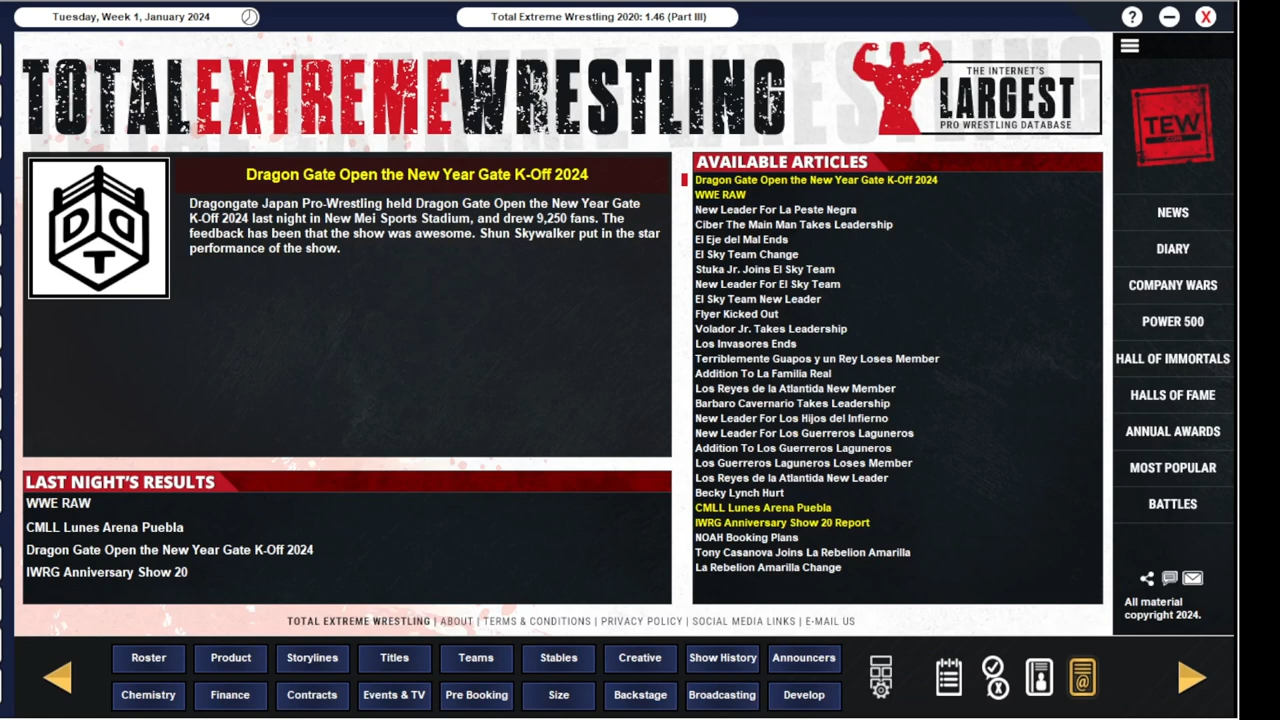 Tuesday, Week 1, January 2024
Total Extreme Wrestling 2020: 1.46 (Part III)
?
X
TOTALEXTREMEWRESTLING
THE INTERNET'S
LARGEST
PRO WRESTLING DATABASE
TEW
.COM
DDT
Dragon Gate Open the New Year Gate K-Off 2024
Dragongate Japan Pro-Wrestling held Dragon Gate Open the New Year Gate
K-Off 2024 last night in New Mei Sports Stadium, and drew 9,250 fans. The
feedback has been that the show was awesome. Shun Skywalker put in the star
performance of the show.
LAST NIGHT'S RESULTS
WWE RAW
CMLL Lunes Arena Puebla
Dragon Gate Open the New Year Gate K-Off 2024
IWRG Anniversary Show 20
AVAILABLE ARTICLES
Dragon Gate Open the New Year Gate K-Off 2024
WWE RAW
New Leader For La Peste Negra
Ciber The Main Man Takes Leadership
El Eje del Mal Ends
El Sky Team Change
Stuka Jr. Joins El Sky Team
New Leader For El Sky Team
El Sky Team New Leader
Flyer Kicked Out
Volador Jr. Takes Leadership
Los Invasores Ends
Terriblemente Guapos y un Rey Loses Member
Addition To La Familia Real
Los Reyes de la Atlantida New Member
Barbaro Cavernario Takes Leadership
New Leader For Los Hijos del Infierno
New Leader For Los Guerreros Laguneros
Addition To Los Guerreros Laguneros
Los Guerreros Laguneros Loses Member
Los Reyes de la Atlantida New Leader
Becky Lynch Hurt
CMLL Lunes Arena Puebla
IWRG Anniversary Show 20 Report
NOAH Booking Plans
Tony Casanova Joins La Rebelion Amarilla
La Rebelion Amarilla Change
NEWS
DIARY
COMPANY WARS
POWER 500
HALL OF IMMORTALS
HALLS OF FAME
ANNUAL AWARDS
MOST POPULAR
BATTLES
All material
copyright 2024.
TOTAL EXTREME WRESTLING | ABOUT | TERMS & CONDITIONS | PRIVACY POLICY | SOCIAL MEDIA LINKS | E-MAIL US
Roster Product Storylines Titles Teams Stables Creative Show History Announcers
Chemistry Finance Contracts Events & TV Pre Booking Size Backstage Broadcasting Develop